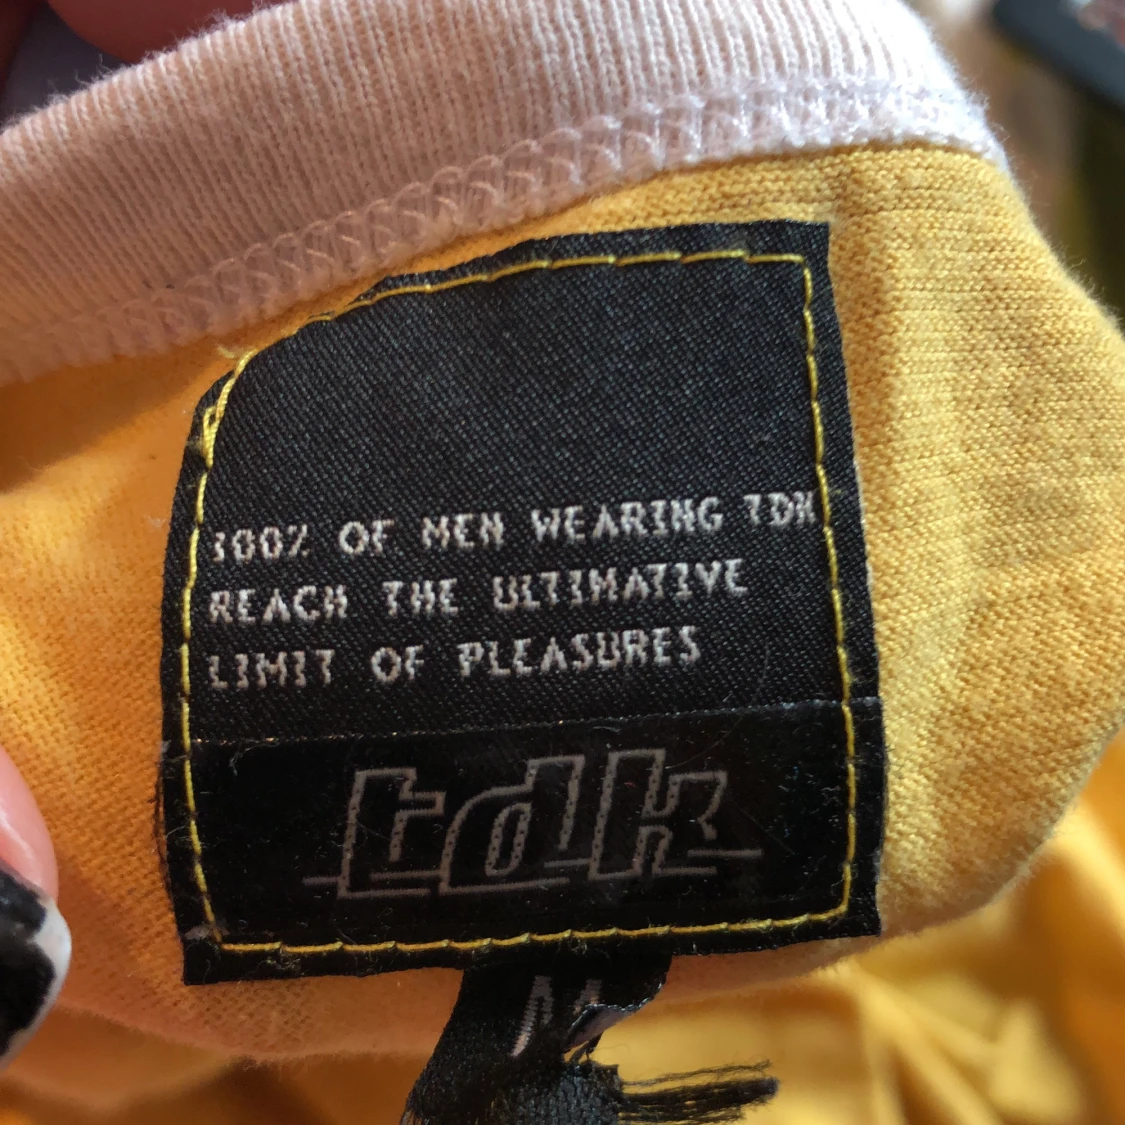 100% OF MEN WEARING TDK
REACH THE ULTIMATIVE
LIMIT OF PLEASURES
tdk
M